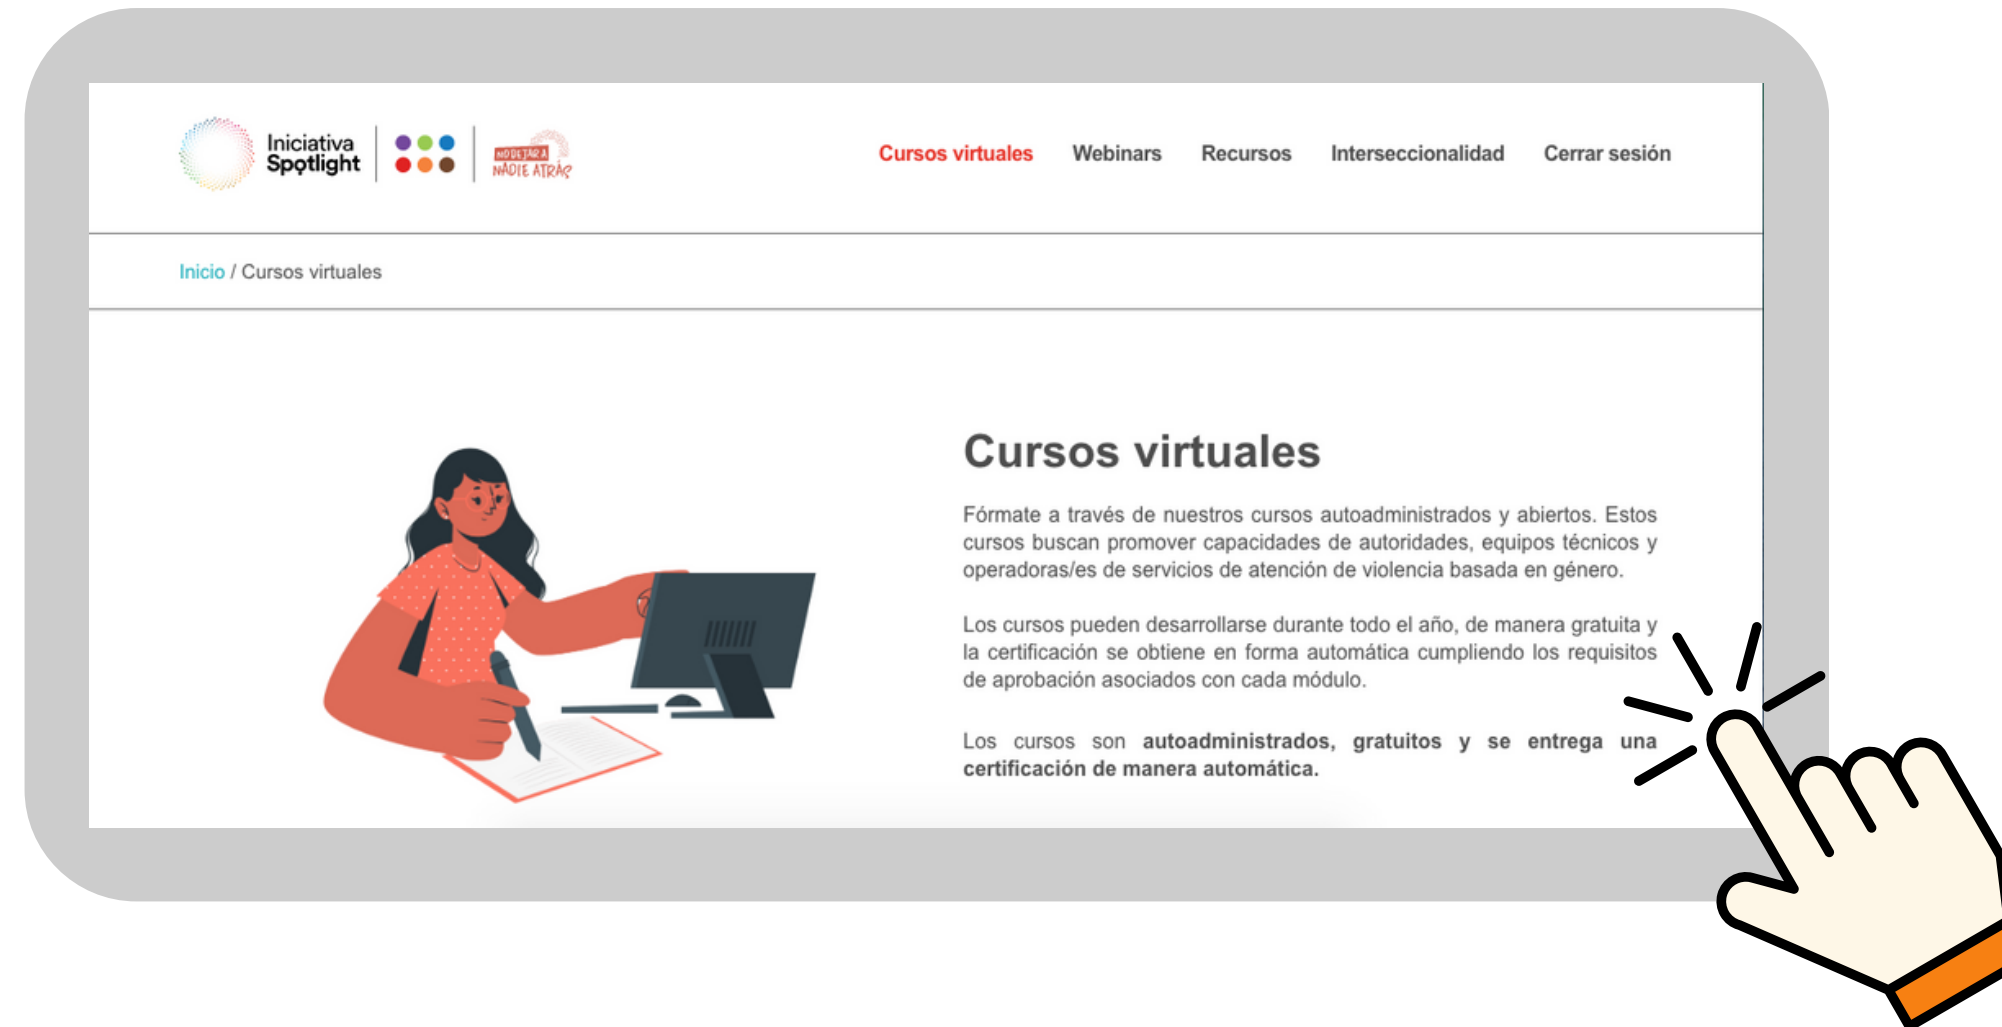 Iniciativa
Spotlight
NO DEJAR A
NADIE ATRÁS
Cursos virtuales Webinars Recursos Interseccionalidad Cerrar sesión
Inicio / Cursos virtuales
Cursos virtuales
Fórmate a través de nuestros cursos autoadministrados y abiertos. Estos
cursos buscan promover capacidades de autoridades, equipos técnicos y
operadoras/es de servicios de atención de violencia basada en género.
Los cursos pueden desarrollarse durante todo el año, de manera gratuita y
la certificación se obtiene en forma automática cumpliendo los requisitos
de aprobación asociados con cada módulo.
Los cursos son autoadministrados, gratuitos y se entrega una
certificación de manera automática.